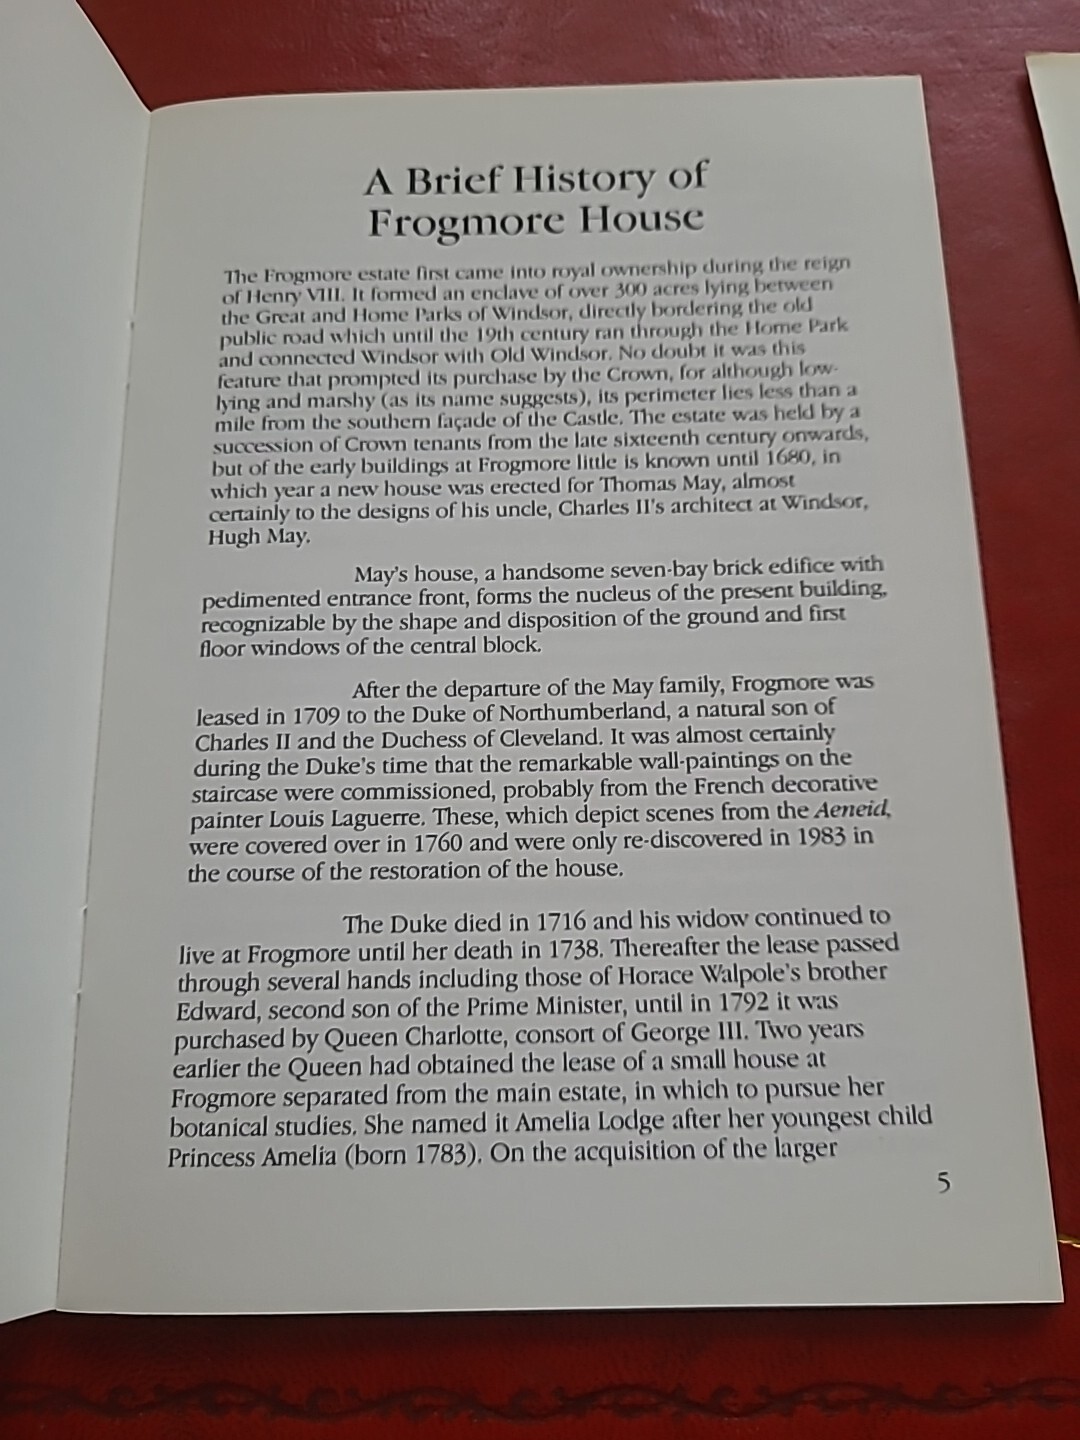 A Brief History of
Frogmore House
The Frogmore estate first came into royal ownership during the reign
of Henry VIII. It formed an enclave of over 300 acres lying between
the Great and Home Parks of Windsor, directly bordering the old
public road which until the 19th century ran through the Home Park
and connected Windsor with Old Windsor. No doubt it was this
feature that prompted its purchase by the Crown, for although low-
lying and marshy (as its name suggests), its perimeter lies less than a
mile from the southern façade of the Castle. The estate was held by a
succession of Crown tenants from the late sixteenth century onwards,
but of the early buildings at Frogmore little is known until 1680, in
which year a new house was erected for Thomas May, almost
certainly to the designs of his uncle, Charles II's architect at Windsor,
Hugh May.
May's house, a handsome seven-bay brick edifice with
pedimented entrance front, forms the nucleus of the present building,
recognizable by the shape and disposition of the ground and first
floor windows of the central block.
After the departure of the May family, Frogmore was
leased in 1709 to the Duke of Northumberland, a natural son of
Charles II and the Duchess of Cleveland. It was almost certainly
during the Duke's time that the remarkable wall-paintings on the
staircase were commissioned, probably from the French decorative
painter Louis Laguerre. These, which depict scenes from the Aeneid,
were covered over in 1760 and were only re-discovered in 1983 in
the course of the restoration of the house.
The Duke died in 1716 and his widow continued to
live at Frogmore until her death in 1738. Thereafter the lease passed
through several hands including those of Horace Walpole's brother
Edward, second son of the Prime Minister, until in 1792 it was
purchased by Queen Charlotte, consort of George III. Two years
earlier the Queen had obtained the lease of a small house at
Frogmore separated from the main estate, in which to pursue her
botanical studies. She named it Amelia Lodge after her youngest child
Princess Amelia (born 1783). On the acquisition of the larger
5